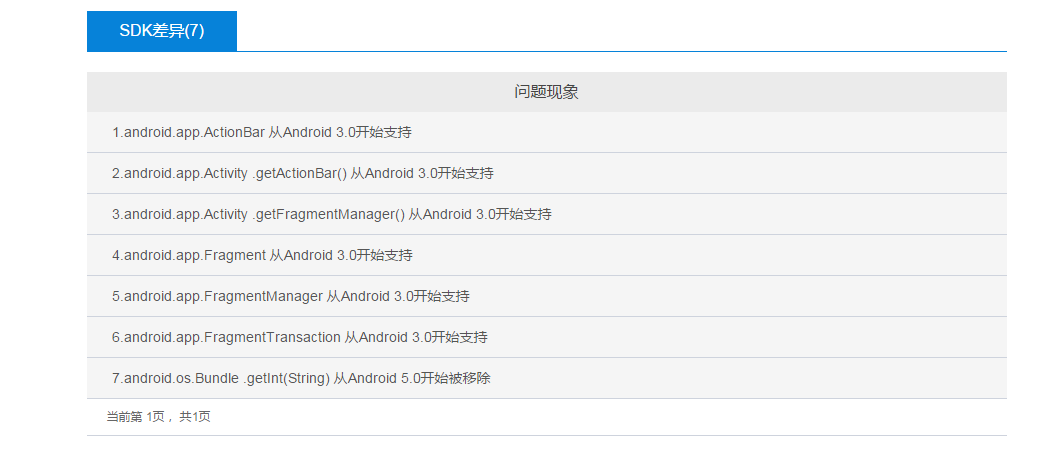 SDK差异(7)
问题现象
1.android.app.ActionBar 从Android 3.0开始支持
2.android.app.Activity .getActionBar() 从Android 3.0开始支持
3.android.app.Activity .getFragmentManager() 从Android 3.0开始支持
4.android.app.Fragment 从Android 3.0开始支持
5.android.app.FragmentManager 从Android 3.0开始支持
6.android.app.FragmentTransaction 从Android 3.0开始支持
7.android.os.Bundle .getInt(String) 从Android 5.0开始被移除
当前第 1页 ，共1页